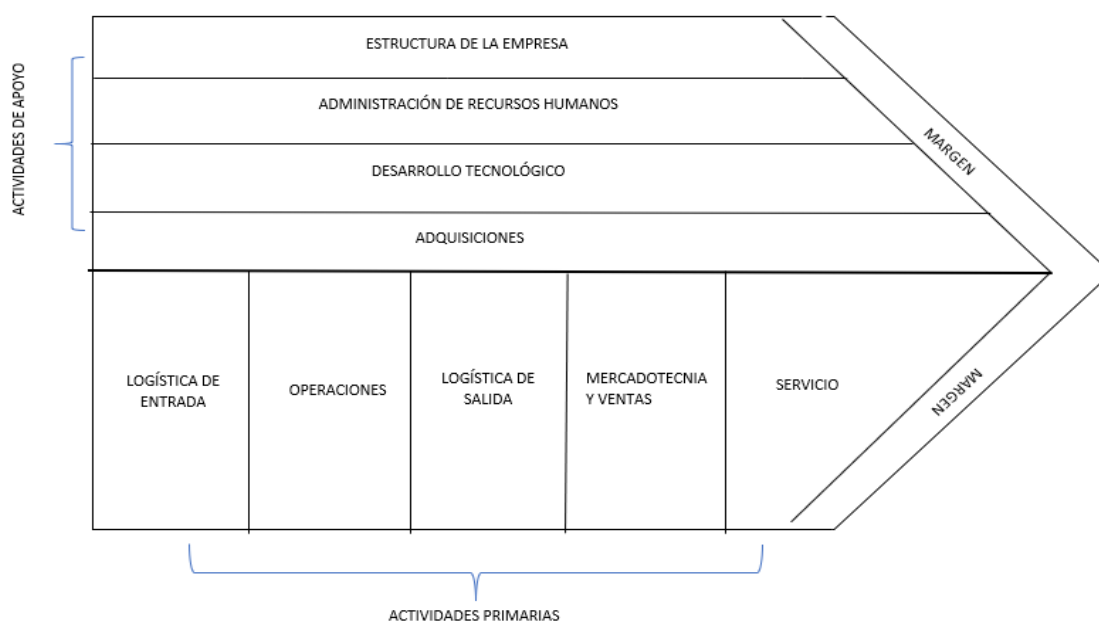 ACTIVIDADES DE APOYO
ESTRUCTURA DE LA EMPRESA
ADMINISTRACIÓN DE RECURSOS HUMANOS
DESARROLLO TECNOLÓGICO
ADQUISICIONES
MARGEN
LOGÍSTICA DE
ENTRADA
OPERACIONES
LOGÍSTICA DE
SALIDA
MERCADOTECNIA
Y VENTAS
SERVICIO
MARGEN
ACTIVIDADES PRIMARIAS